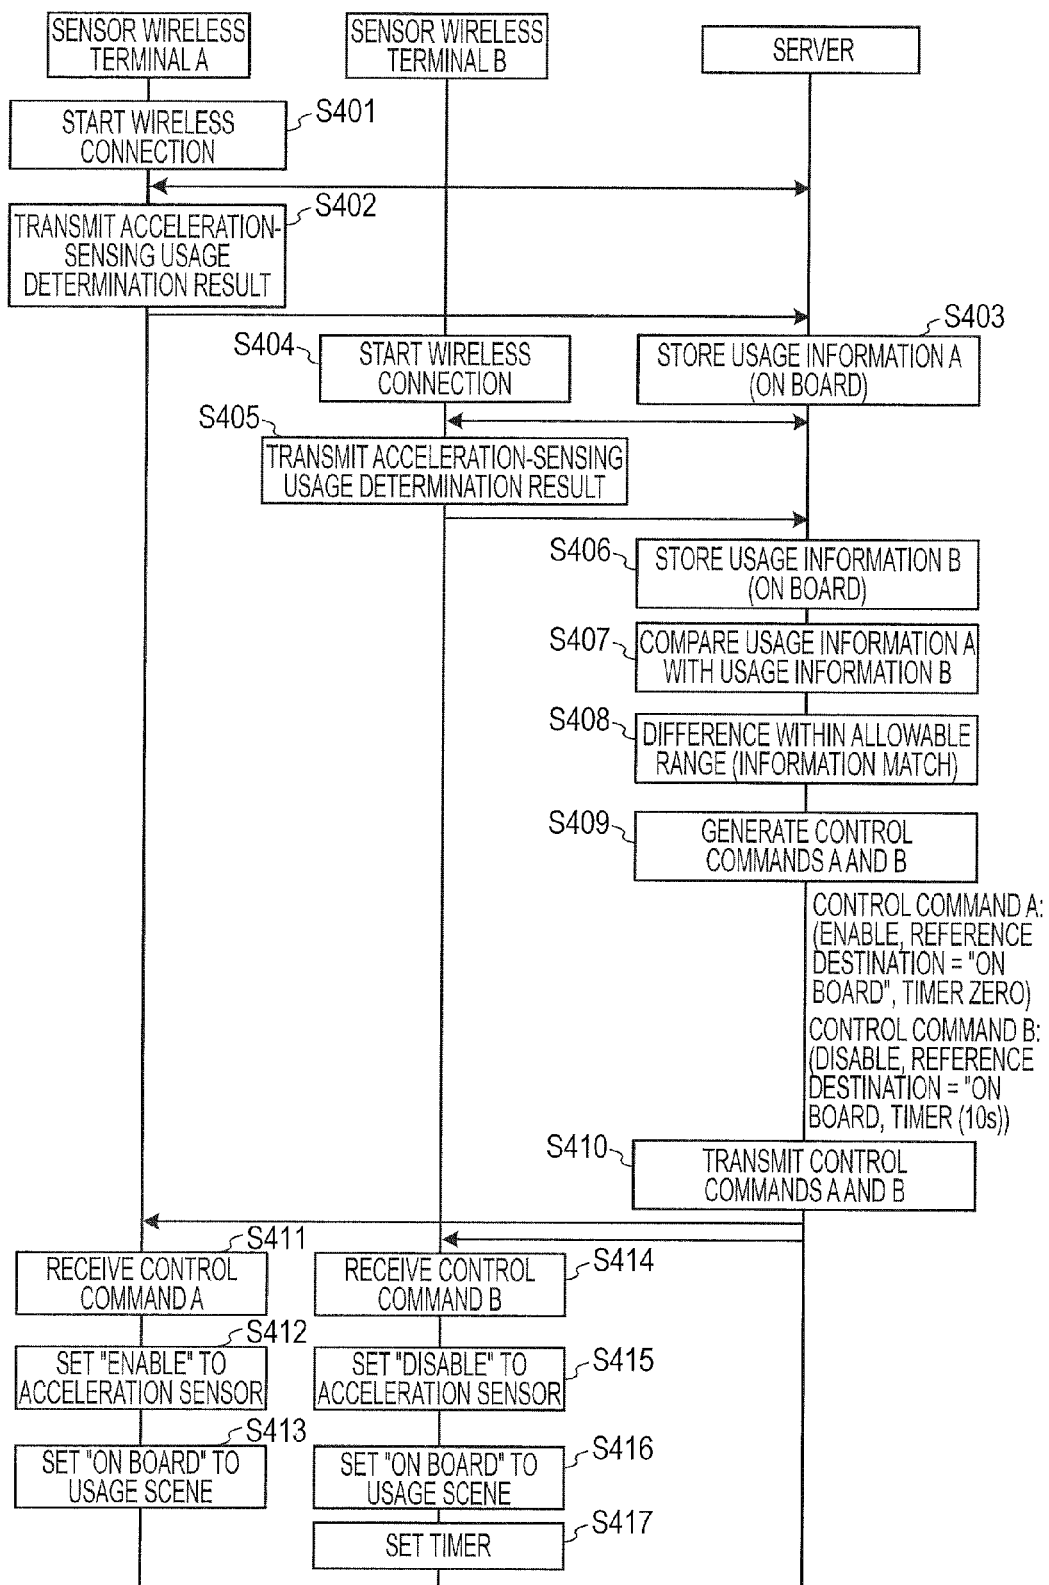 SENSOR WIRELESS
TERMINAL A
SENSOR WIRELESS
TERMINAL B
SERVER
START WIRELESS
CONNECTION
S401
TRANSMIT ACCELERATION-
SENSING USAGE
DETERMINATION RESULT
S402
S403
STORE USAGE INFORMATION A
(ON BOARD)
S404
START WIRELESS
CONNECTION
S405
TRANSMIT ACCELERATION-SENSING
USAGE DETERMINATION RESULT
S406
STORE USAGE INFORMATION B
(ON BOARD)
S407
COMPARE USAGE INFORMATION A
WITH USAGE INFORMATION B
S408
DIFFERENCE WITHIN ALLOWABLE
RANGE (INFORMATION MATCH)
S409
GENERATE CONTROL
COMMANDS A AND B
CONTROL COMMAND A:
(ENABLE, REFERENCE
DESTINATION = "ON
BOARD", TIMER ZERO)
CONTROL COMMAND B:
(DISABLE, REFERENCE
DESTINATION = "ON
BOARD, TIMER (10s))
S410
TRANSMIT CONTROL
COMMANDS A AND B
S411
RECEIVE CONTROL
COMMAND A
S414
RECEIVE CONTROL
COMMAND B
S412
SET "ENABLE" TO
ACCELERATION SENSOR
S415
SET "DISABLE" TO
ACCELERATION SENSOR
S413
SET "ON BOARD" TO
USAGE SCENE
S416
SET "ON BOARD" TO
USAGE SCENE
S417
SET TIMER